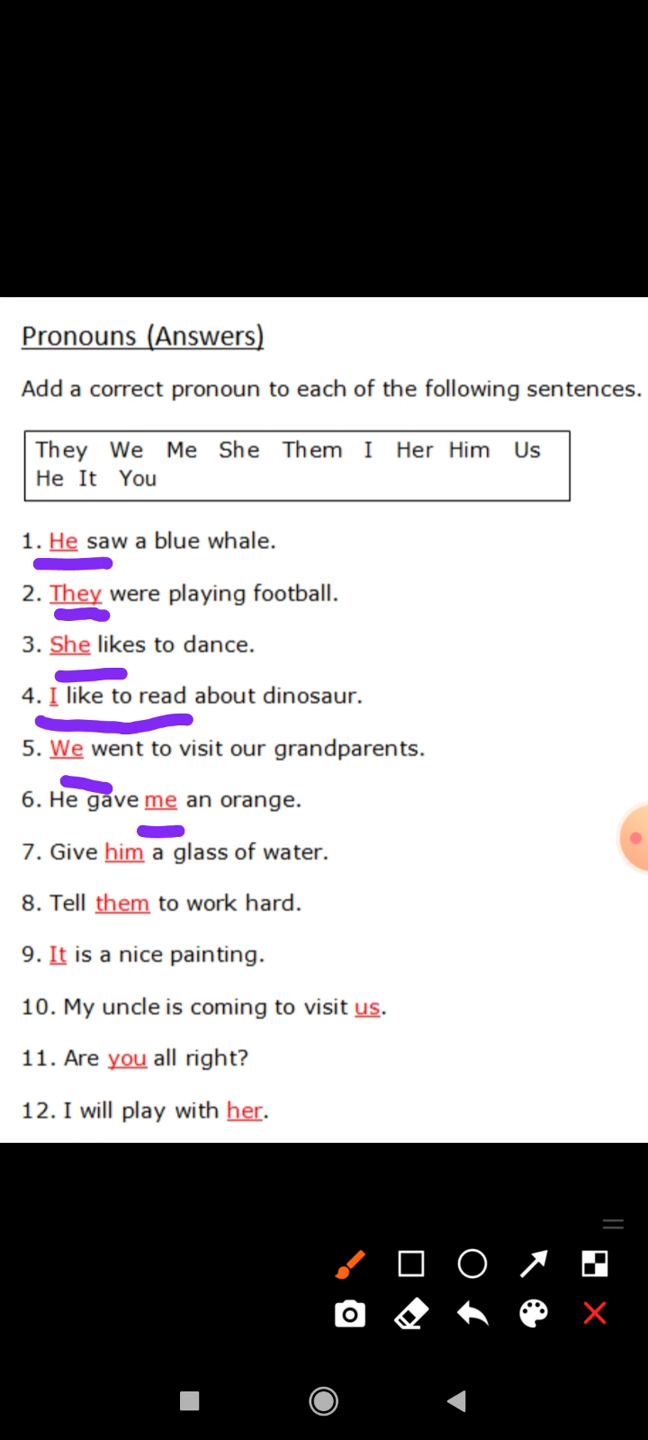 Pronouns (Answers)
Add a correct pronoun to each of the following sentences.
They We Me She Them I Her Him Us
He It You
1. He saw a blue whale.
2. They were playing football.
3. She likes to dance.
4. I like to read about dinosaur.
5. We went to visit our grandparents.
6. He gave me an orange.
7. Give him a glass of water.
8. Tell them to work hard.
9. It is a nice painting.
10. My uncle is coming to visit us.
11. Are you all right?
12. I will play with her.